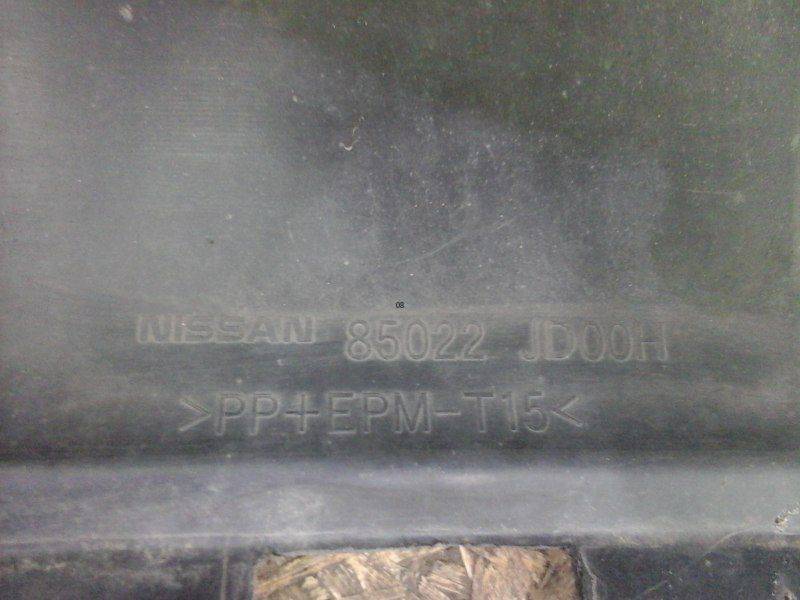 08
NISSAN 85022 JD00H
>PP+EPM-T15<